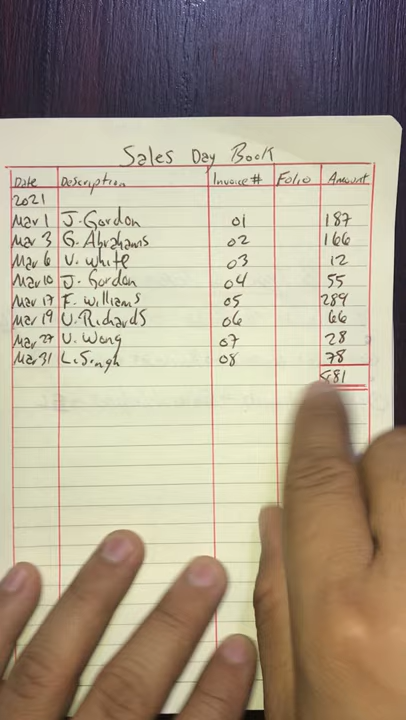 Sales Day Book
Date Description Invoice # Folio Amount
2021
Mar 1 J. Gordon 01 187
Mar 3 G. Abrahams 02 166
Mar 6 V. White 03 12
Mar 10 J. Gordon 04 55
Mar 17 F. Williams 05 289
Mar 19 U. Richards 06 66
Mar 27 V. Wong 07 28
Mar 31 L. Singh 08 78
881